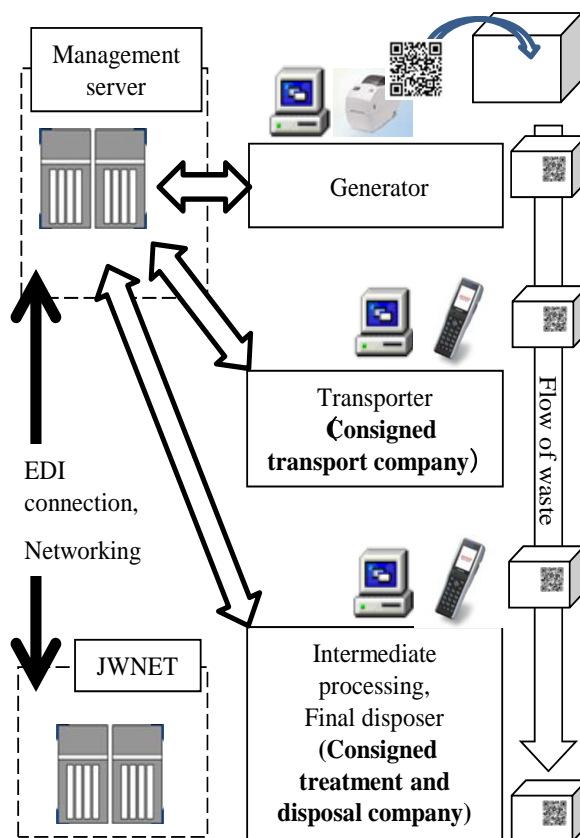 Management
server
Generator
Transporter
(Consigned
transport company)
Flow of waste
EDI
connection,
Networking
JWNET
Intermediate
processing,
Final disposer
(Consigned
treatment and
disposal company)